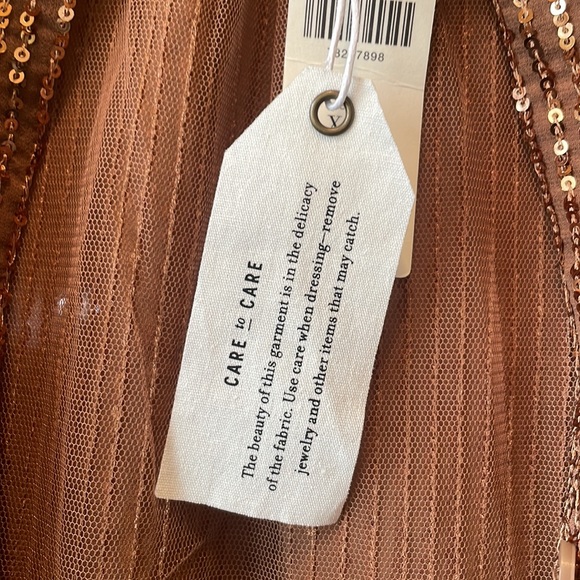 7898
X
CARE to CARE
The beauty of this garment is in the delicacy
of the fabric. Use care when dressing—remove
jewelry and other items that may catch.